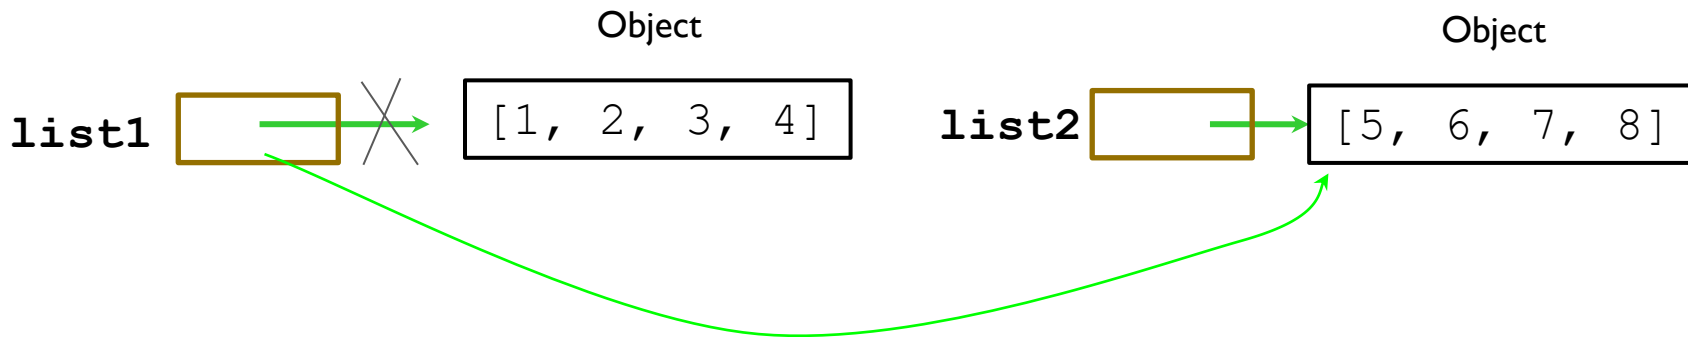 Object
Object
list1
[1, 2, 3, 4]
list2
[5, 6, 7, 8]